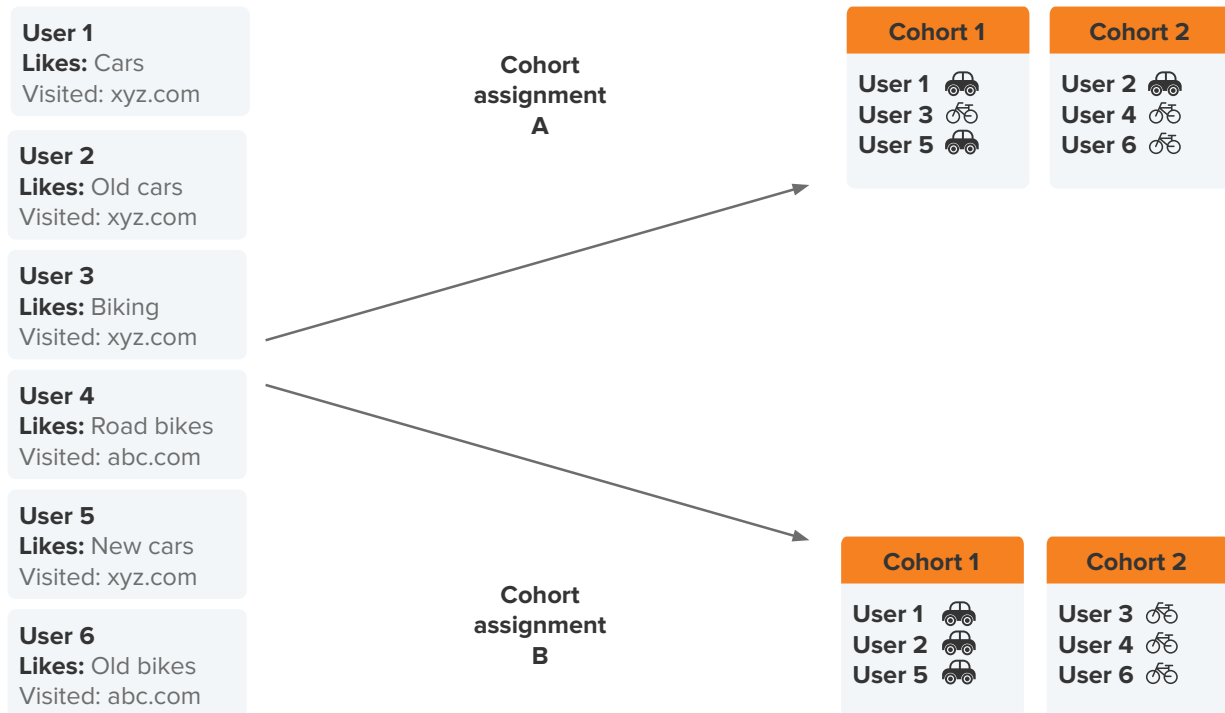 User 1
Likes: Cars
Visited: xyz.com
User 2
Likes: Old cars
Visited: xyz.com
User 3
Likes: Biking
Visited: xyz.com
User 4
Likes: Road bikes
Visited: abc.com
User 5
Likes: New cars
Visited: xyz.com
User 6
Likes: Old bikes
Visited: abc.com
Cohort
assignment
A
Cohort 1
User 1
User 3
User 5
Cohort 2
User 2
User 4
User 6
Cohort
assignment
B
Cohort 1
User 1
User 2
User 5
Cohort 2
User 3
User 4
User 6